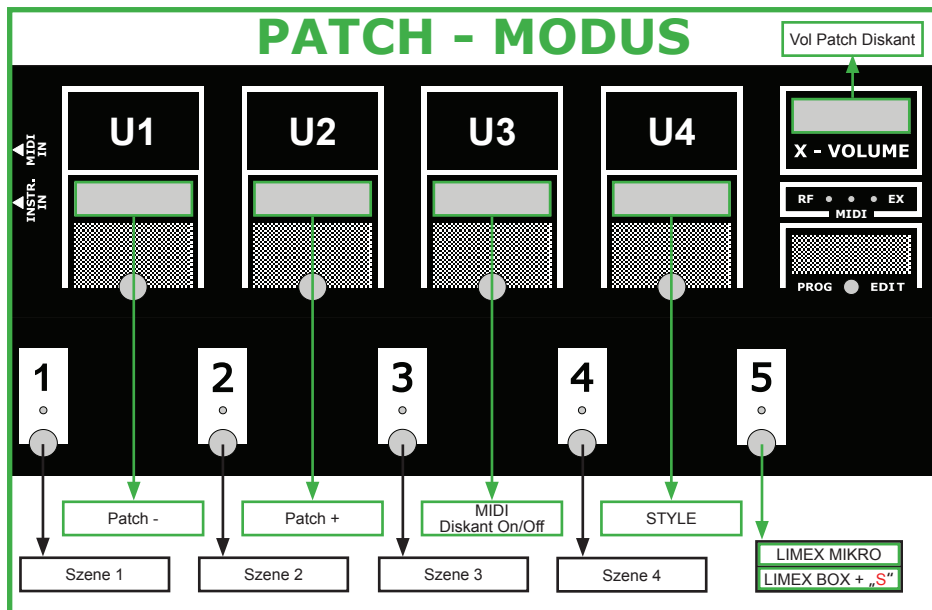 PATCH - MODUS
Vol Patch Diskant
MIDI
IN
INSTR.
IN
U1
U2
U3
U4
X - VOLUME
RF
EX
MIDI
PROG
EDIT
1
2
3
4
5
Patch -
Patch +
MIDI
Diskant On/Off
STYLE
Szene 1
Szene 2
Szene 3
Szene 4
LIMEX MIKRO
LIMEX BOX + „S“